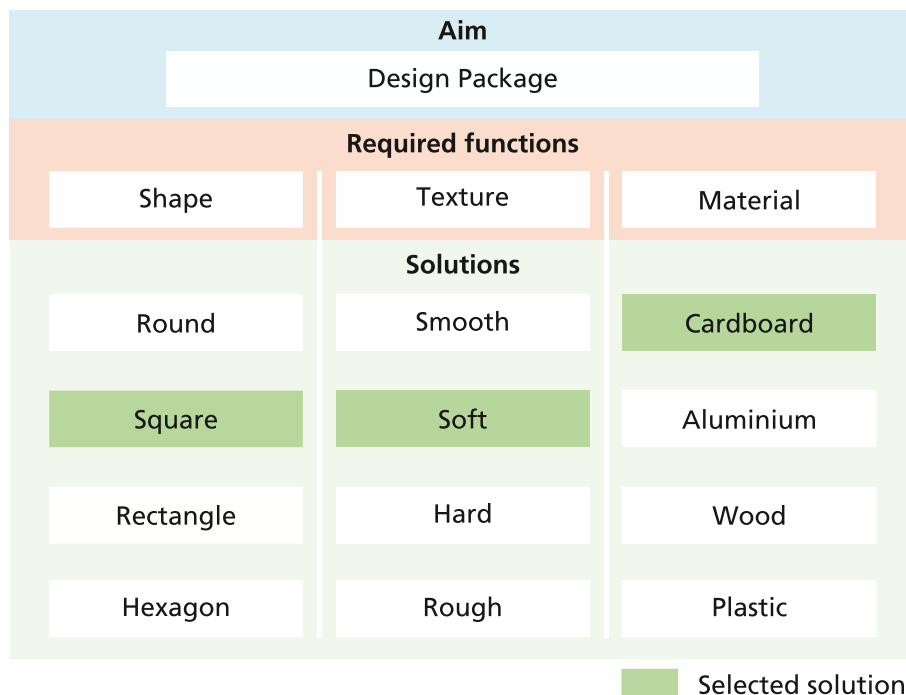 Aim
Design Package
Required functions
Shape
Texture
Material
Solutions
Round
Smooth
Cardboard
Square
Soft
Aluminium
Rectangle
Hard
Wood
Hexagon
Rough
Plastic
Selected solution